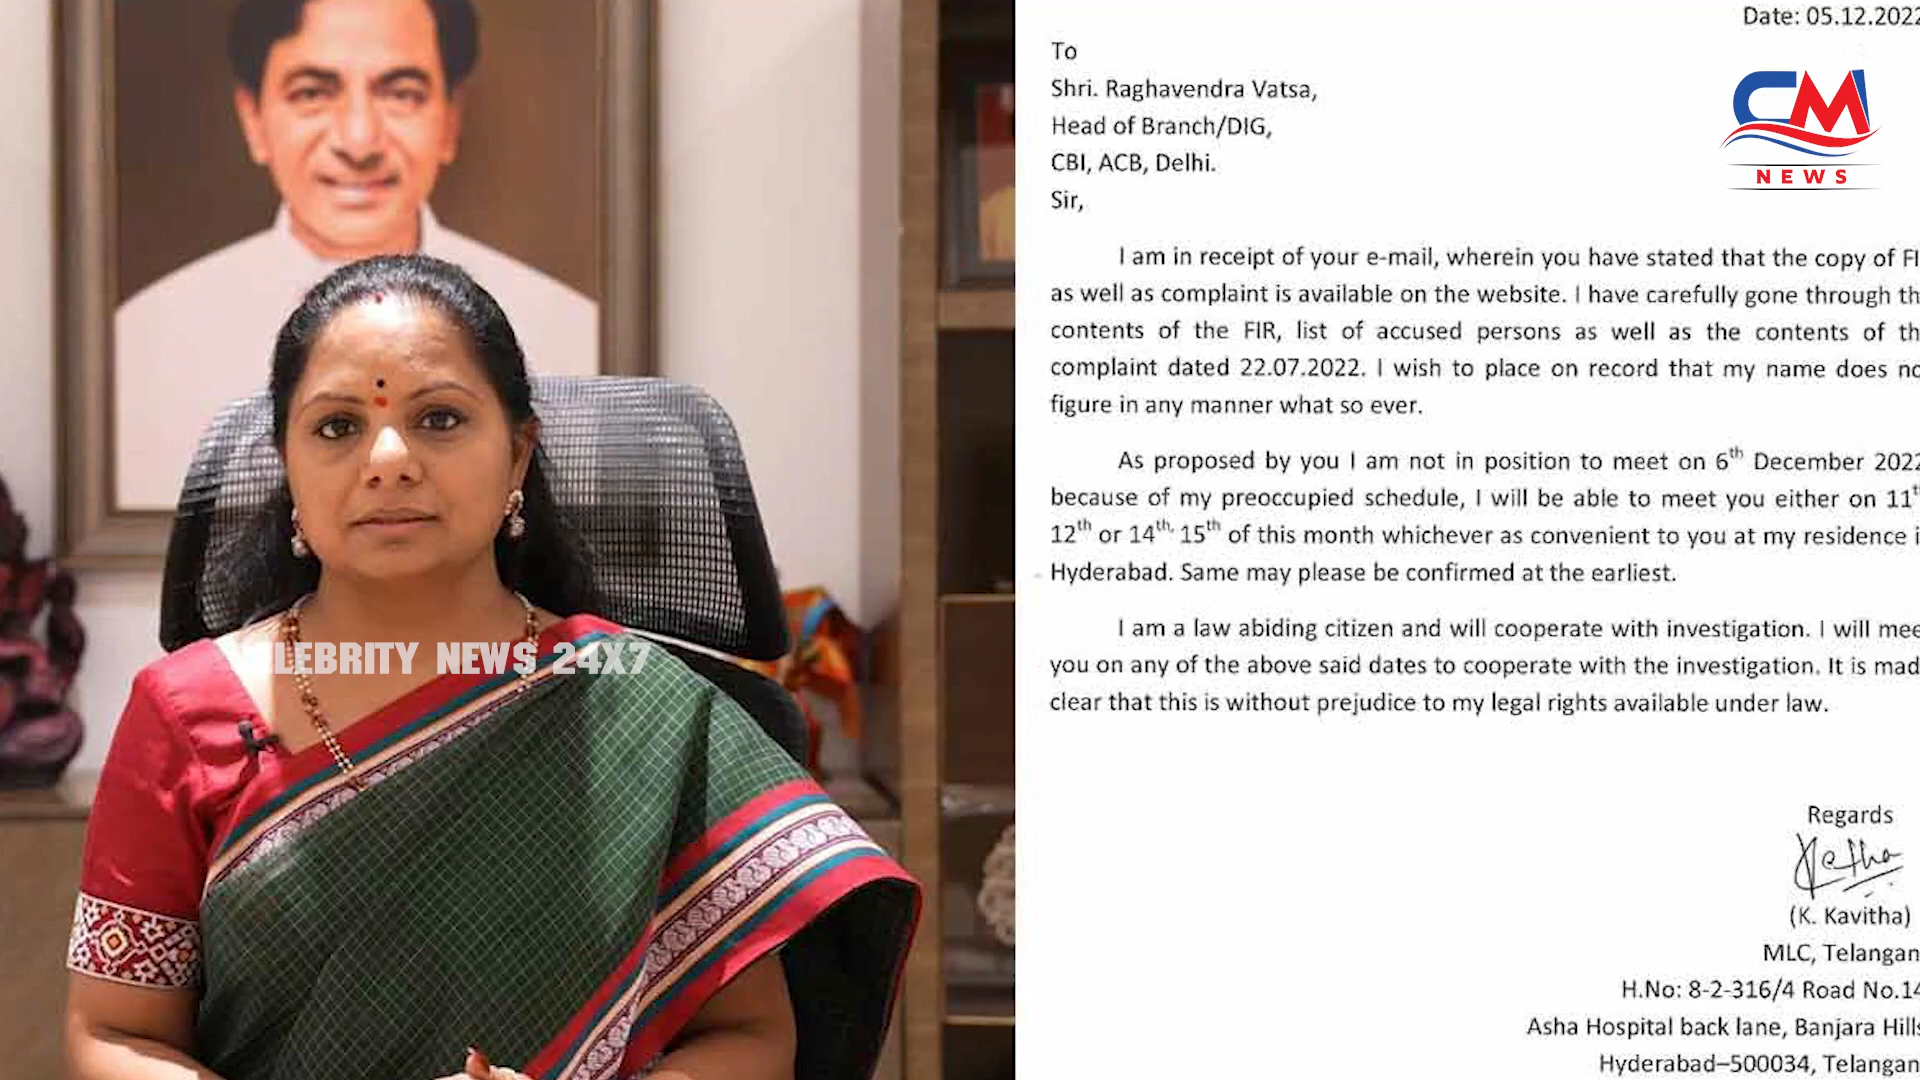 CELEBRITY NEWS 24X7
Date: 05.12.2022
CM
NEWS
To
Shri. Raghavendra Vatsa,
Head of Branch/DIG,
CBI, ACB, Delhi.
Sir,
I am in receipt of your e-mail, wherein you have stated that the copy of FI
as well as complaint is available on the website. I have carefully gone through th
contents of the FIR, list of accused persons as well as the contents of th
complaint dated 22.07.2022. I wish to place on record that my name does no
figure in any manner what so ever.
As proposed by you I am not in position to meet on 6th December 2022
because of my preoccupied schedule, I will be able to meet you either on 11t
12th or 14th, 15th of this month whichever as convenient to you at my residence i
Hyderabad. Same may please be confirmed at the earliest.
I am a law abiding citizen and will cooperate with investigation. I will mee
you on any of the above said dates to cooperate with the investigation. It is mad
clear that this is without prejudice to my legal rights available under law.
Regards
Kavitha
(K. Kavitha)
MLC, Telangan
H.No: 8-2-316/4 Road No.14
Asha Hospital back lane, Banjara Hills
Hyderabad–500034, Telangan